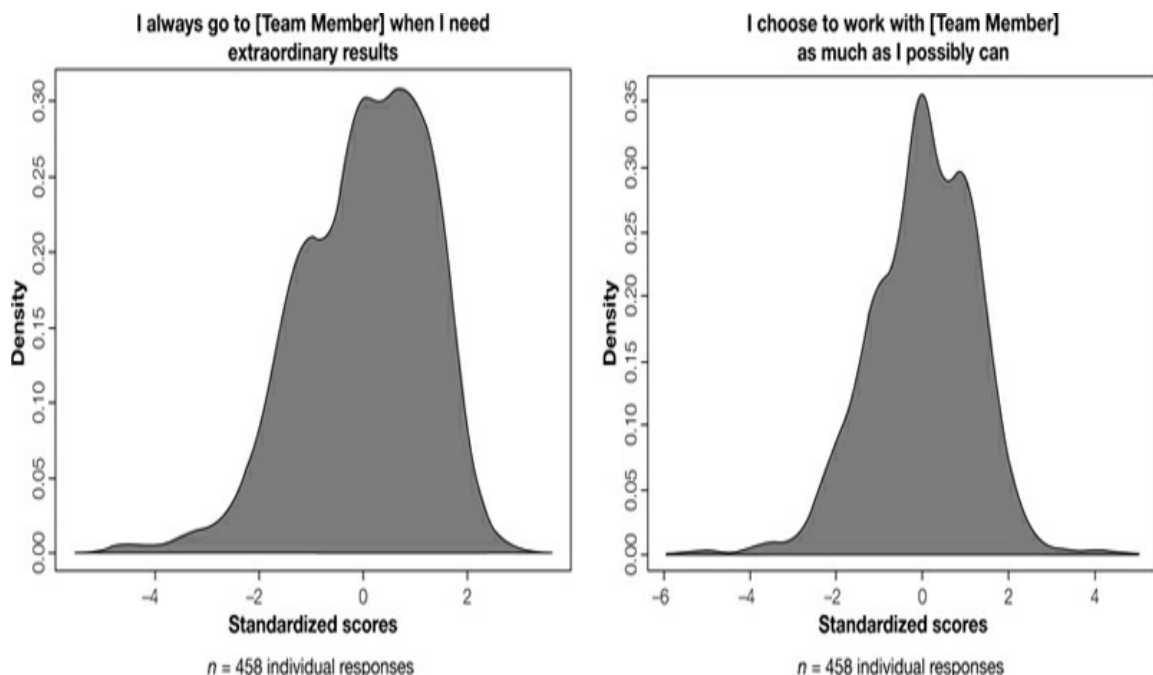 I always go to [Team Member] when I need
extraordinary results
Density
0.30
0.25
0.20
0.15
0.10
0.05
0.00
−4
−2
0
2
Standardized scores
n = 458 individual responses
I choose to work with [Team Member]
as much as I possibly can
Density
0.35
0.30
0.25
0.20
0.15
0.10
0.05
0.00
−6
−4
−2
0
2
4
Standardized scores
n = 458 individual responses